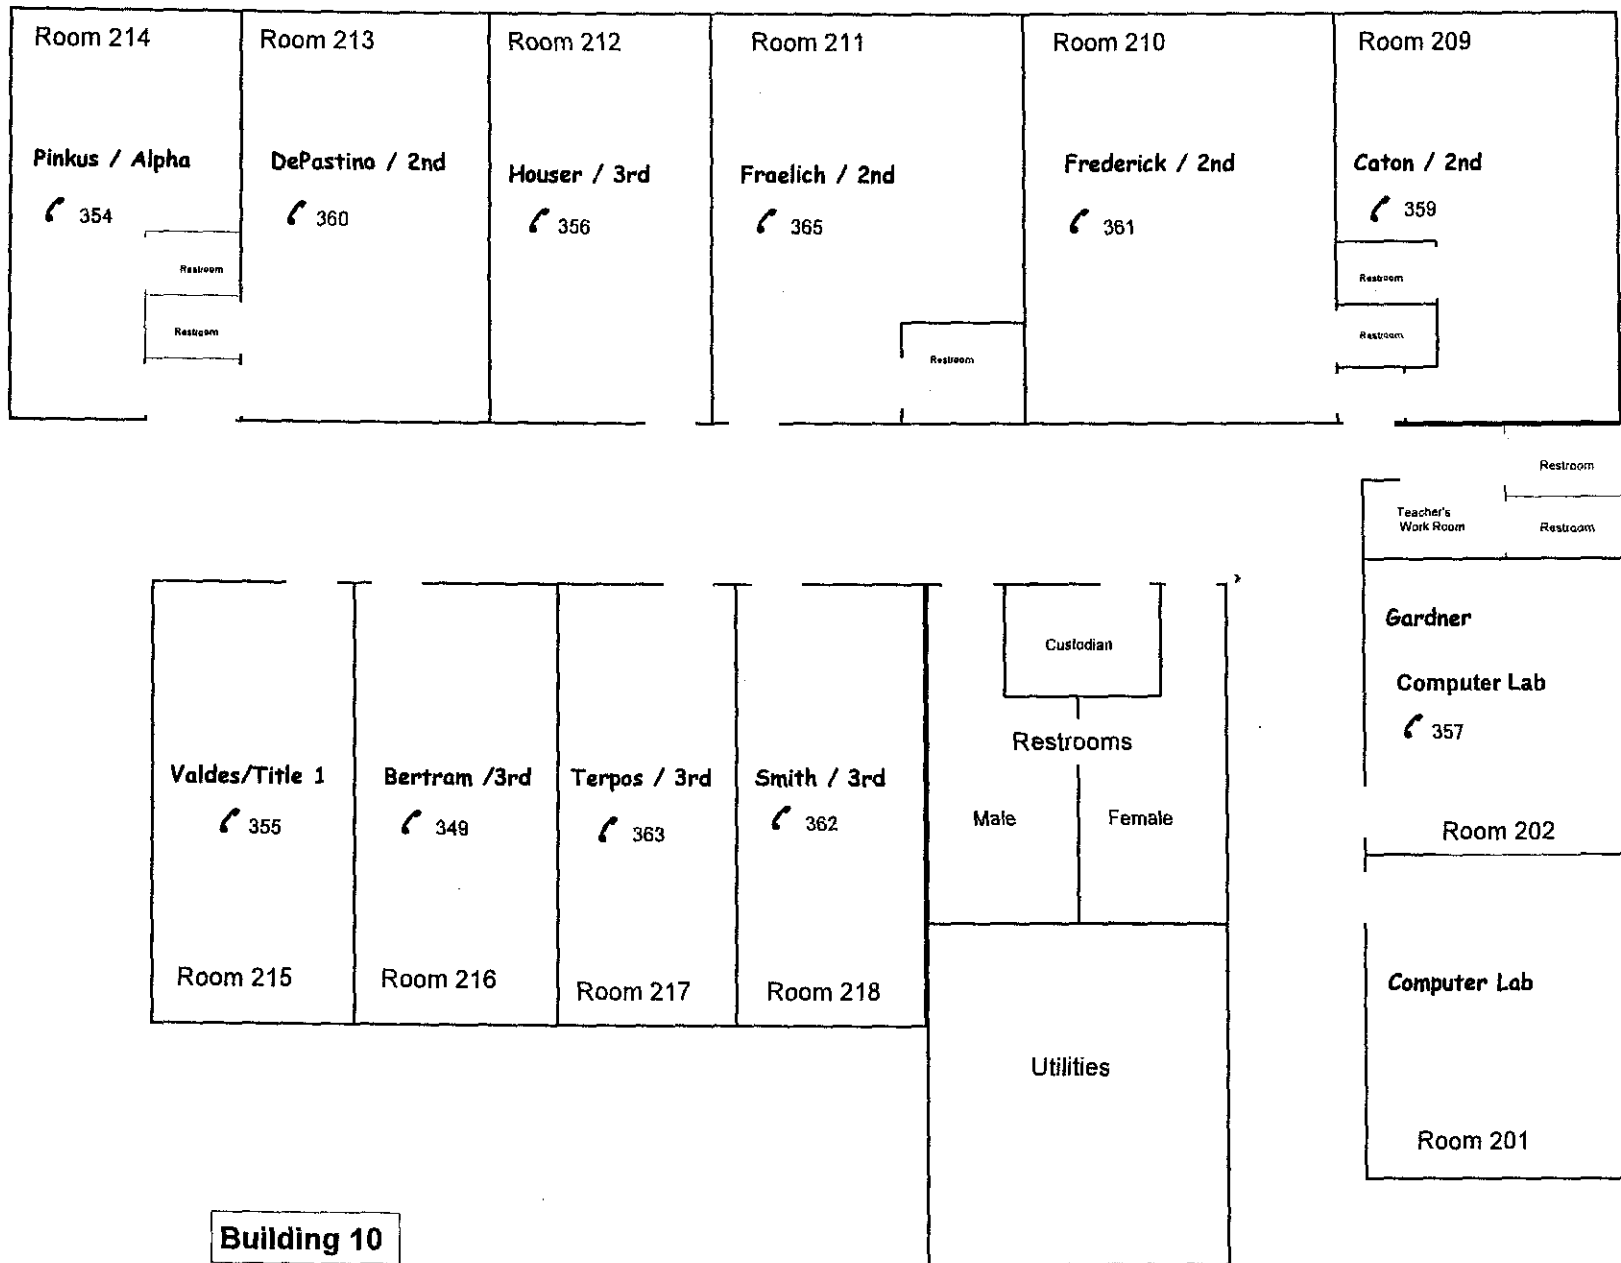 Room 214
Room 213
Room 212
Room 211
Room 210
Room 209
Pinkus / Alpha
DePastino / 2nd
Houser / 3rd
Fraelich / 2nd
Frederick / 2nd
Caton / 2nd
354
360
356
365
361
359
Restroom
Restroom
Restroom
Restroom
Restroom
Restroom
Teacher's
Work Room
Restroom
Gardner
Computer Lab
357
Room 202
Custodian
Restrooms
Male
Female
Valdes/Title 1
Bertram /3rd
Terpos / 3rd
Smith / 3rd
355
349
363
362
Room 215
Room 216
Room 217
Room 218
Computer Lab
Room 201
Utilities
Building 10